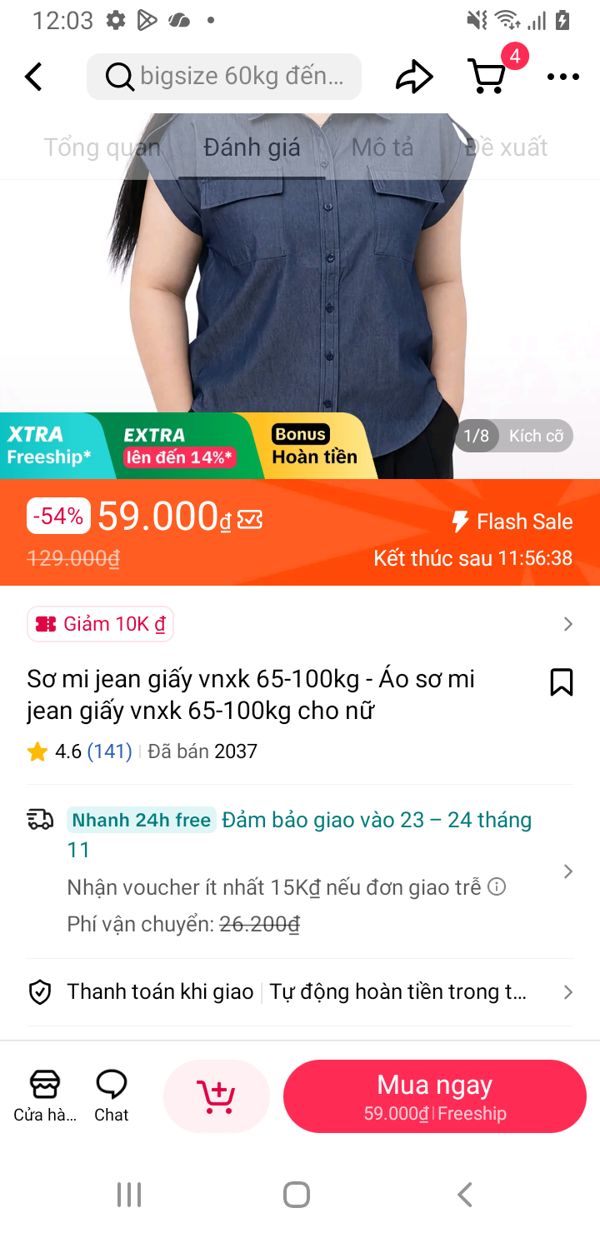 12:03
bigsize 60kg đến...
4
Tổng quan Đánh giá Mô tả Đề xuất
XTRA
Freeship*
EXTRA
lên đến 14%*
Bonus
Hoàn tiền
1/8 Kích cỡ
-54% 59.000₫
Flash Sale
129.000₫
Kết thúc sau 11:56:38
Giảm 10K ₫
Sơ mi jean giấy vnxk 65-100kg - Áo sơ mi
jean giấy vnxk 65-100kg cho nữ
4.6 (141) Đã bán 2037
Nhanh 24h free Đảm bảo giao vào 23 – 24 tháng
11
Nhận voucher ít nhất 15K₫ nếu đơn giao trễ
Phí vận chuyển: 26.200₫
Thanh toán khi giao Tự động hoàn tiền trong t...
Cửa hà... Chat
Mua ngay
59.000₫ Freeship